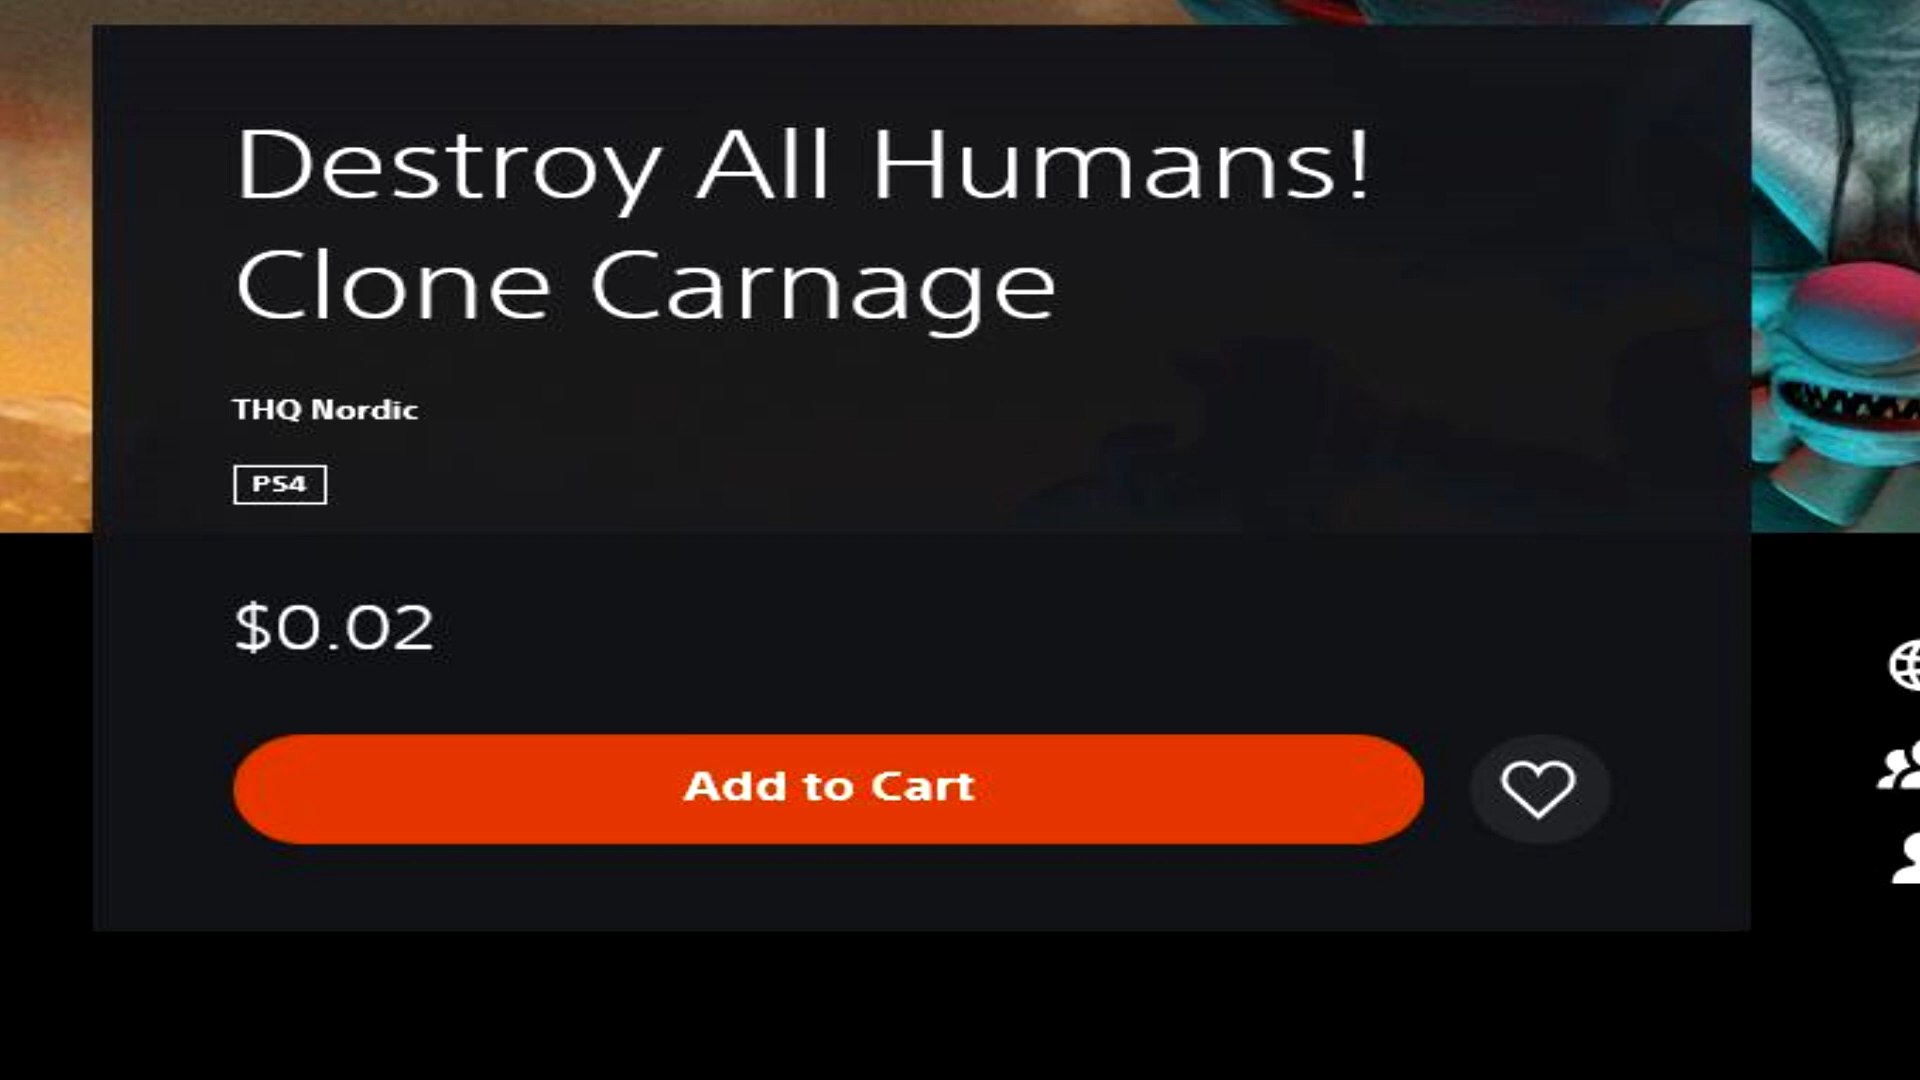 Destroy All Humans!
Clone Carnage
THQ Nordic
PS4
$0.02
Add to Cart